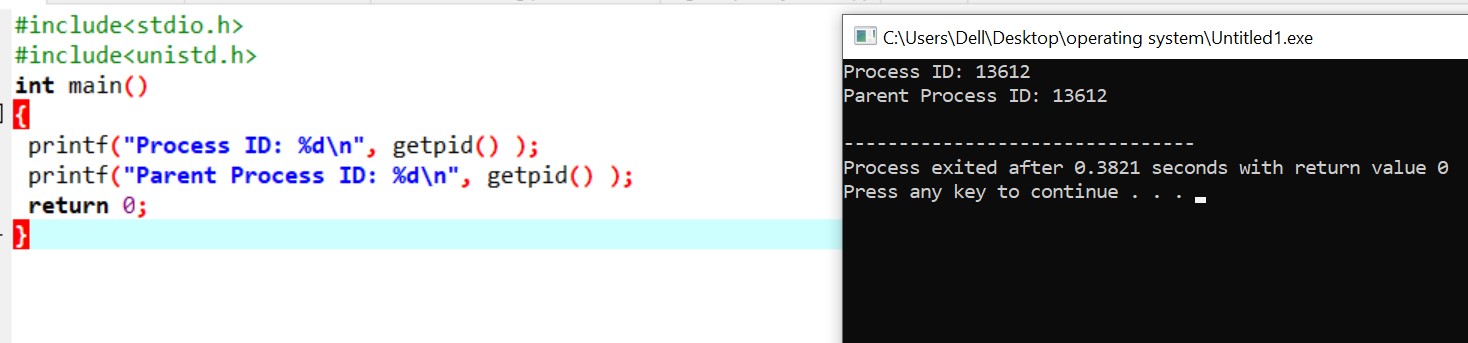 #include<stdio.h>
#include<unistd.h>
int main()
{
printf("Process ID: %d\n", getpid() );
printf("Parent Process ID: %d\n", getpid() );
return 0;
}
C:\Users\Dell\Desktop\operating system\Untitled1.exe
Process ID: 13612
Parent Process ID: 13612
--------------------------------
Process exited after 0.3821 seconds with return value 0
Press any key to continue . . .